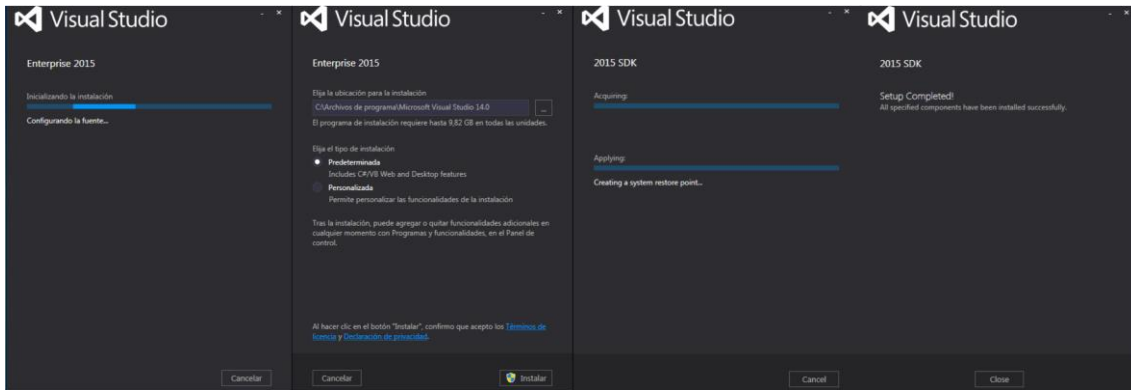 Visual Studio
Enterprise 2015
Inicializando la instalación
Configurando la fuente...
Cancelar
Visual Studio
Enterprise 2015
Elija la ubicación para la instalación
C:\Archivos de programa\Microsoft Visual Studio 14.0
...
El programa de instalación requiere hasta 9,82 GB en todas las unidades.
Elija el tipo de instalación
Predeterminada
Includes C#/VB Web and Desktop features
Personalizada
Permite personalizar las funcionalidades de la instalación
Tras la instalación, puede agregar o quitar funcionalidades adicionales en
cualquier momento con Programas y funcionalidades, en el Panel de
control.
Al hacer clic en el botón "Instalar", confirmo que acepto los Términos de
licencia y Declaración de privacidad.
Cancelar
Instalar
Visual Studio
2015 SDK
Acquiring:
Applying:
Creating a system restore point...
Cancel
Visual Studio
2015 SDK
Setup Completed!
All specified components have been installed successfully.
Close